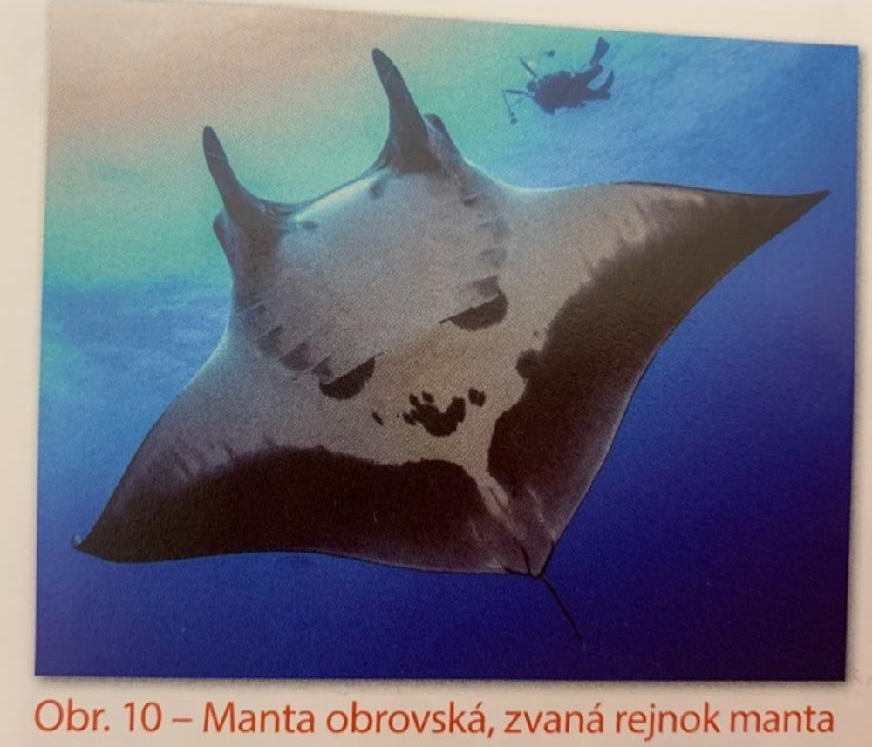 Obr. 10 – Manta obrovská, zvaná rejnok manta